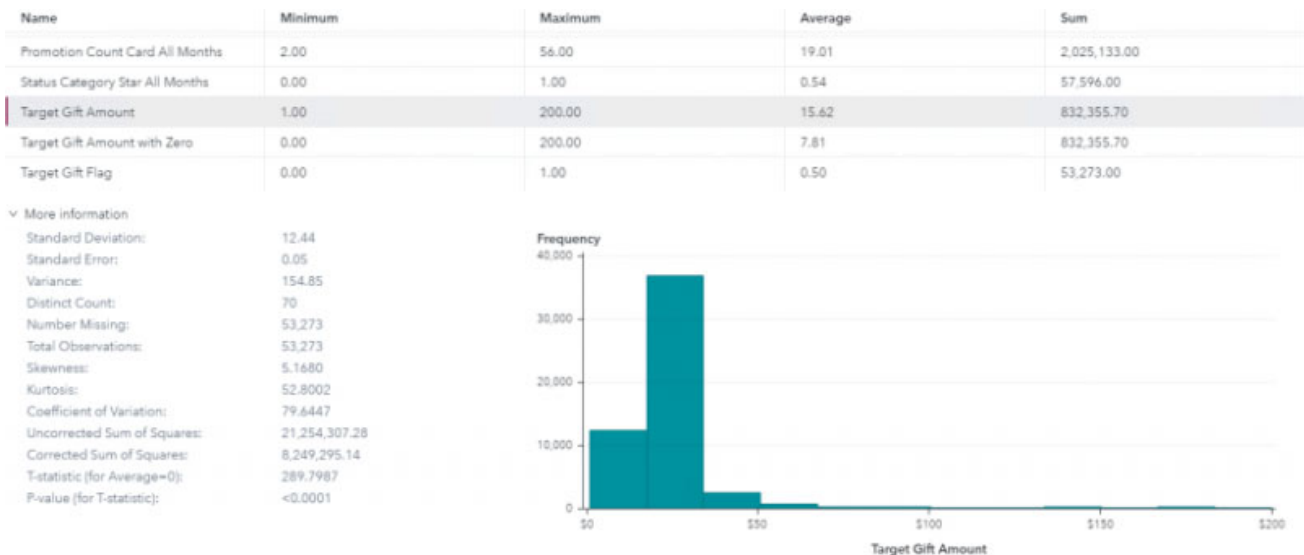 Name Minimum Maximum Average Sum
Promotion Count Card All Months 2.00 56.00 19.01 2,025,133.00
Status Category Star All Months 0.00 1.00 0.54 57,596.00
Target Gift Amount 1.00 200.00 15.62 832,355.70
Target Gift Amount with Zero 0.00 200.00 7.81 832,355.70
Target Gift Flag 0.00 1.00 0.50 53,273.00
More information
Standard Deviation: 12.44
Standard Error: 0.05
Variance: 154.85
Distinct Count: 70
Number Missing: 53,273
Total Observations: 53,273
Skewness: 5.1680
Kurtosis: 52.8002
Coefficient of Variation: 79.6447
Uncorrected Sum of Squares: 21,254,307.28
Corrected Sum of Squares: 8,249,295.14
T-statistic (for Average=0): 289.7987
P-value (for T-statistic): <0.0001
Frequency
40,000
30,000
20,000
10,000
0
$0 $50 $100 $150 $200
Target Gift Amount